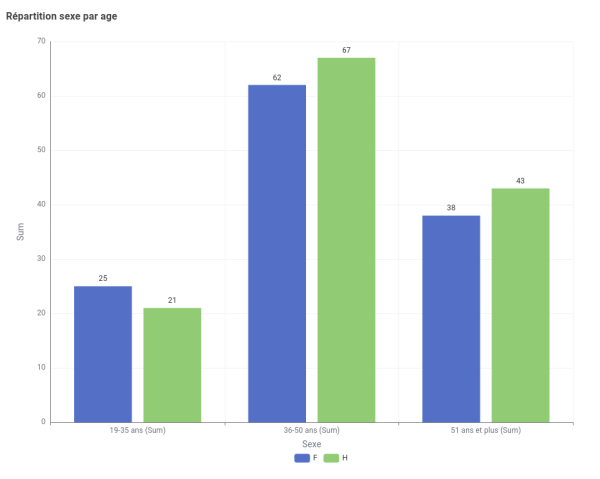 Répartition sexe par age
70
60
50
40
30
20
10
0
Sum
25
21
62
67
38
43
19-35 ans (Sum)
36-50 ans (Sum)
51 ans et plus (Sum)
Sexe
F
H